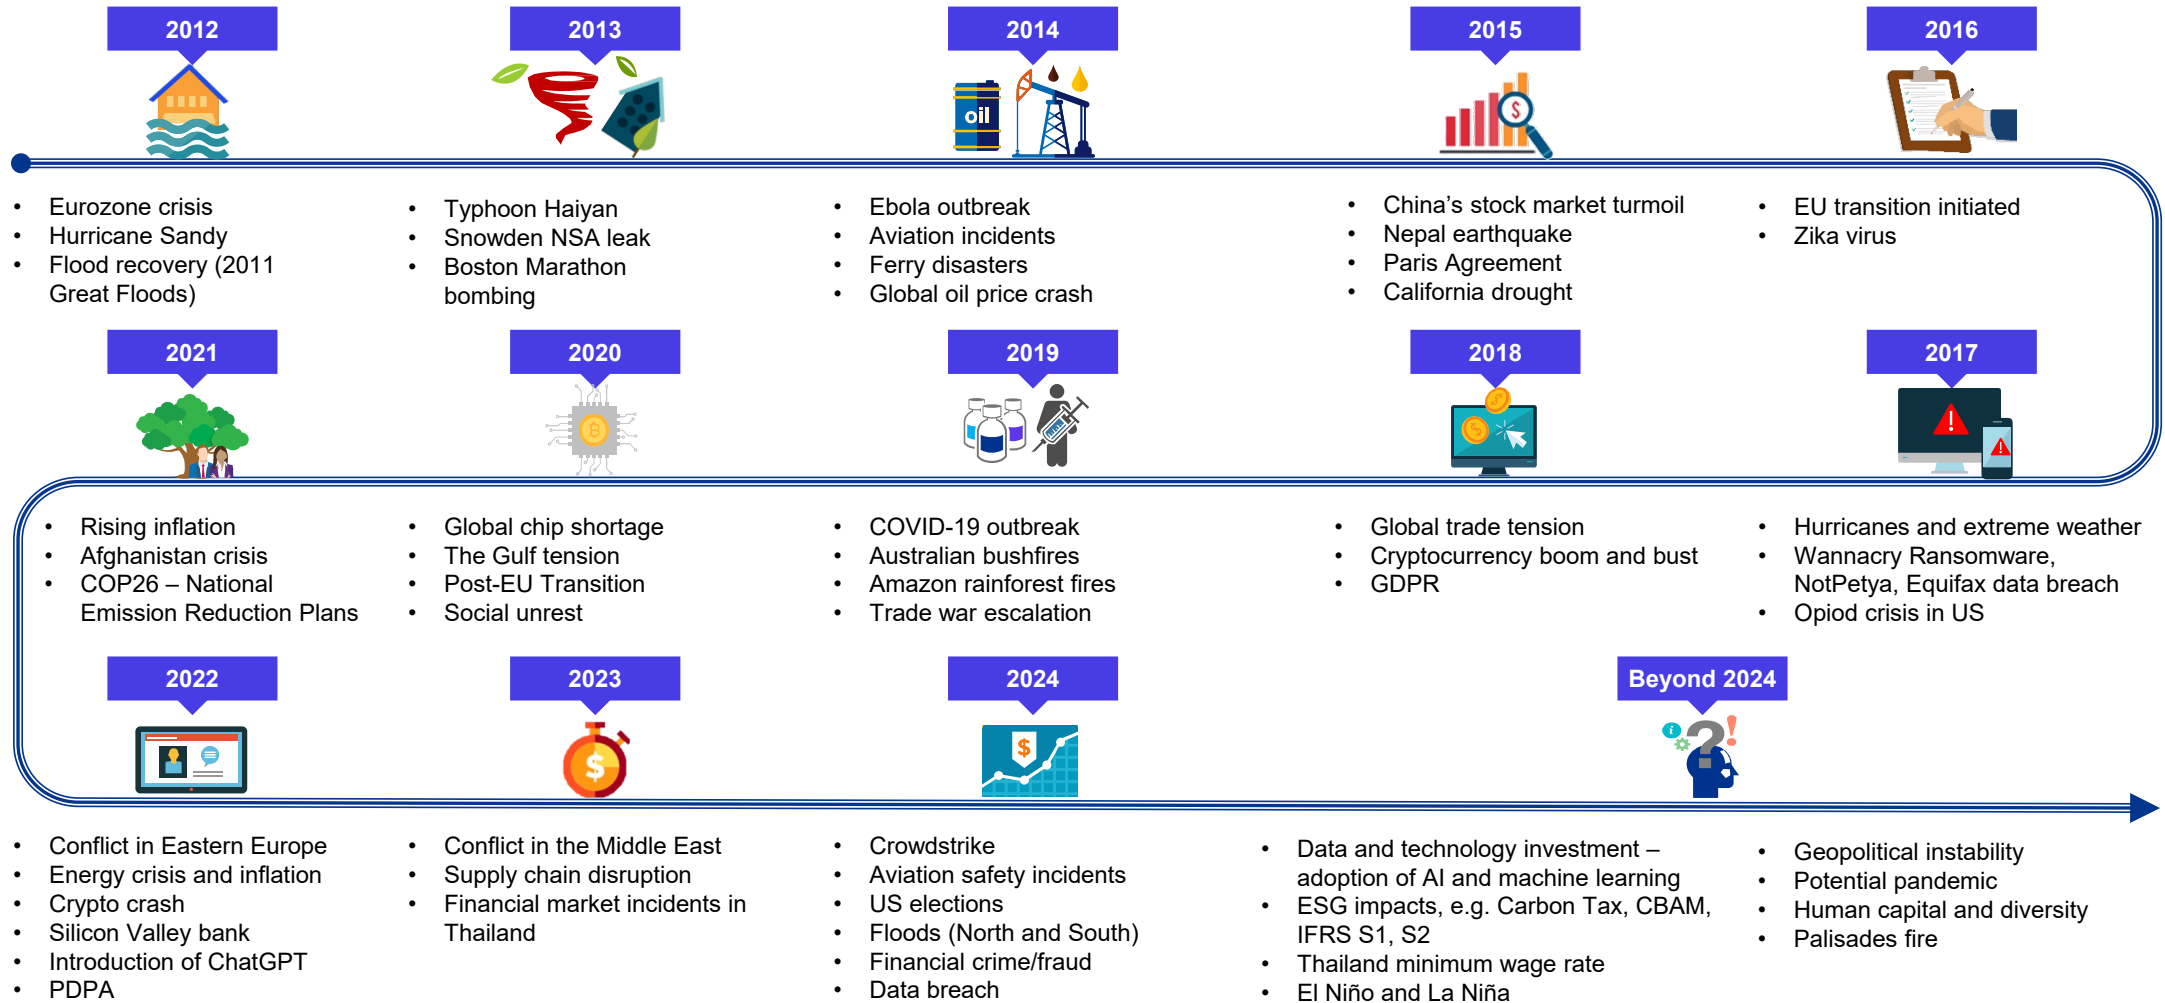 2012
2013
2014
2015
2016
oil
$
• Eurozone crisis
• Hurricane Sandy
• Flood recovery (2011
Great Floods)
• Typhoon Haiyan
• Snowden NSA leak
• Boston Marathon
bombing
• Ebola outbreak
• Aviation incidents
• Ferry disasters
• Global oil price crash
• China’s stock market turmoil
• Nepal earthquake
• Paris Agreement
• California drought
• EU transition initiated
• Zika virus
2021
2020
2019
2018
2017
• Rising inflation
• Afghanistan crisis
• COP26 – National
Emission Reduction Plans
• Global chip shortage
• The Gulf tension
• Post-EU Transition
• Social unrest
• COVID-19 outbreak
• Australian bushfires
• Amazon rainforest fires
• Trade war escalation
• Global trade tension
• Cryptocurrency boom and bust
• GDPR
• Hurricanes and extreme weather
• Wannacry Ransomware,
NotPetya, Equifax data breach
• Opiod crisis in US
2022
2023
2024
Beyond 2024
$
$
• Conflict in Eastern Europe
• Energy crisis and inflation
• Crypto crash
• Silicon Valley bank
• Introduction of ChatGPT
• PDPA
• Conflict in the Middle East
• Supply chain disruption
• Financial market incidents in
Thailand
• Crowdstrike
• Aviation safety incidents
• US elections
• Floods (North and South)
• Financial crime/fraud
• Data breach
• Data and technology investment –
adoption of AI and machine learning
• ESG impacts, e.g. Carbon Tax, CBAM,
IFRS S1, S2
• Thailand minimum wage rate
• El Niño and La Niña
• Geopolitical instability
• Potential pandemic
• Human capital and diversity
• Palisades fire